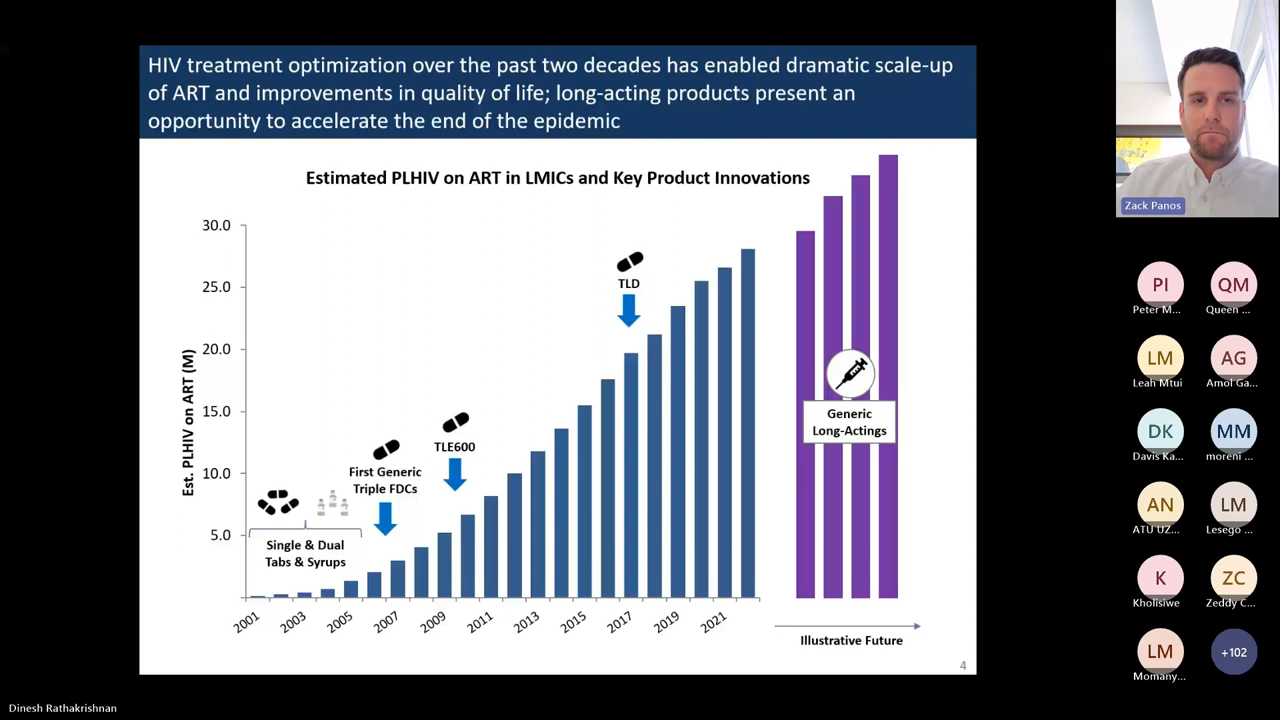 HIV treatment optimization over the past two decades has enabled dramatic scale-up
of ART and improvements in quality of life; long-acting products present an
opportunity to accelerate the end of the epidemic
Estimated PLHIV on ART in LMICs and Key Product Innovations
Est. PLHIV on ART (M)
30.0
25.0
20.0
15.0
10.0
5.0
Single & Dual
Tabs & Syrups
First Generic
Triple FDCs
TLE600
TLD
Generic
Long-Actings
2001
2003
2005
2007
2009
2011
2013
2015
2017
2019
2021
Illustrative Future
4
Zack Panos
PI
Peter M...
QM
Queen ...
LM
Leah Mtui
AG
Amol Ga...
DK
Davis Ka...
MM
moreni ...
AN
ATU UZ...
LM
Lesego ...
K
Kholisiwe
ZC
Zeddy C...
LM
Momany...
+102
Dinesh Rathakrishnan